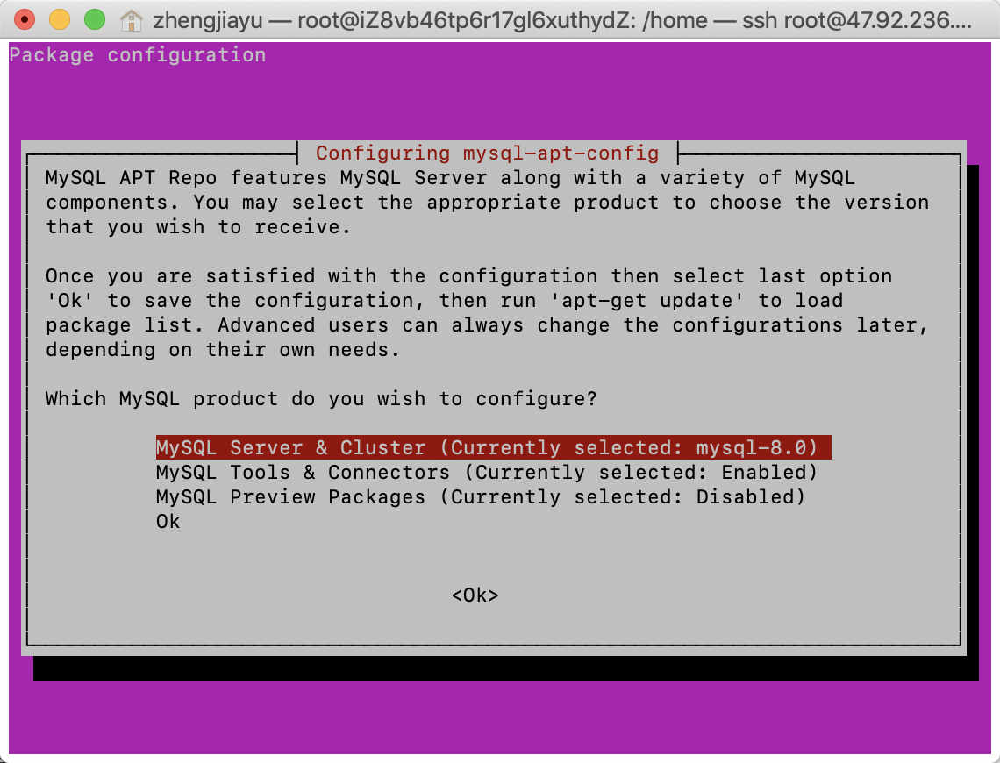 zhengjiayu — root@iZ8vb46tp6r17gl6xuthydZ: /home — ssh root@47.92.236....
Package configuration
Configuring mysql-apt-config
MySQL APT Repo features MySQL Server along with a variety of MySQL
components. You may select the appropriate product to choose the version
that you wish to receive.
Once you are satisfied with the configuration then select last option
'Ok' to save the configuration, then run 'apt-get update' to load
package list. Advanced users can always change the configurations later,
depending on their own needs.
Which MySQL product do you wish to configure?
MySQL Server & Cluster (Currently selected: mysql-8.0)
MySQL Tools & Connectors (Currently selected: Enabled)
MySQL Preview Packages (Currently selected: Disabled)
Ok
<Ok>